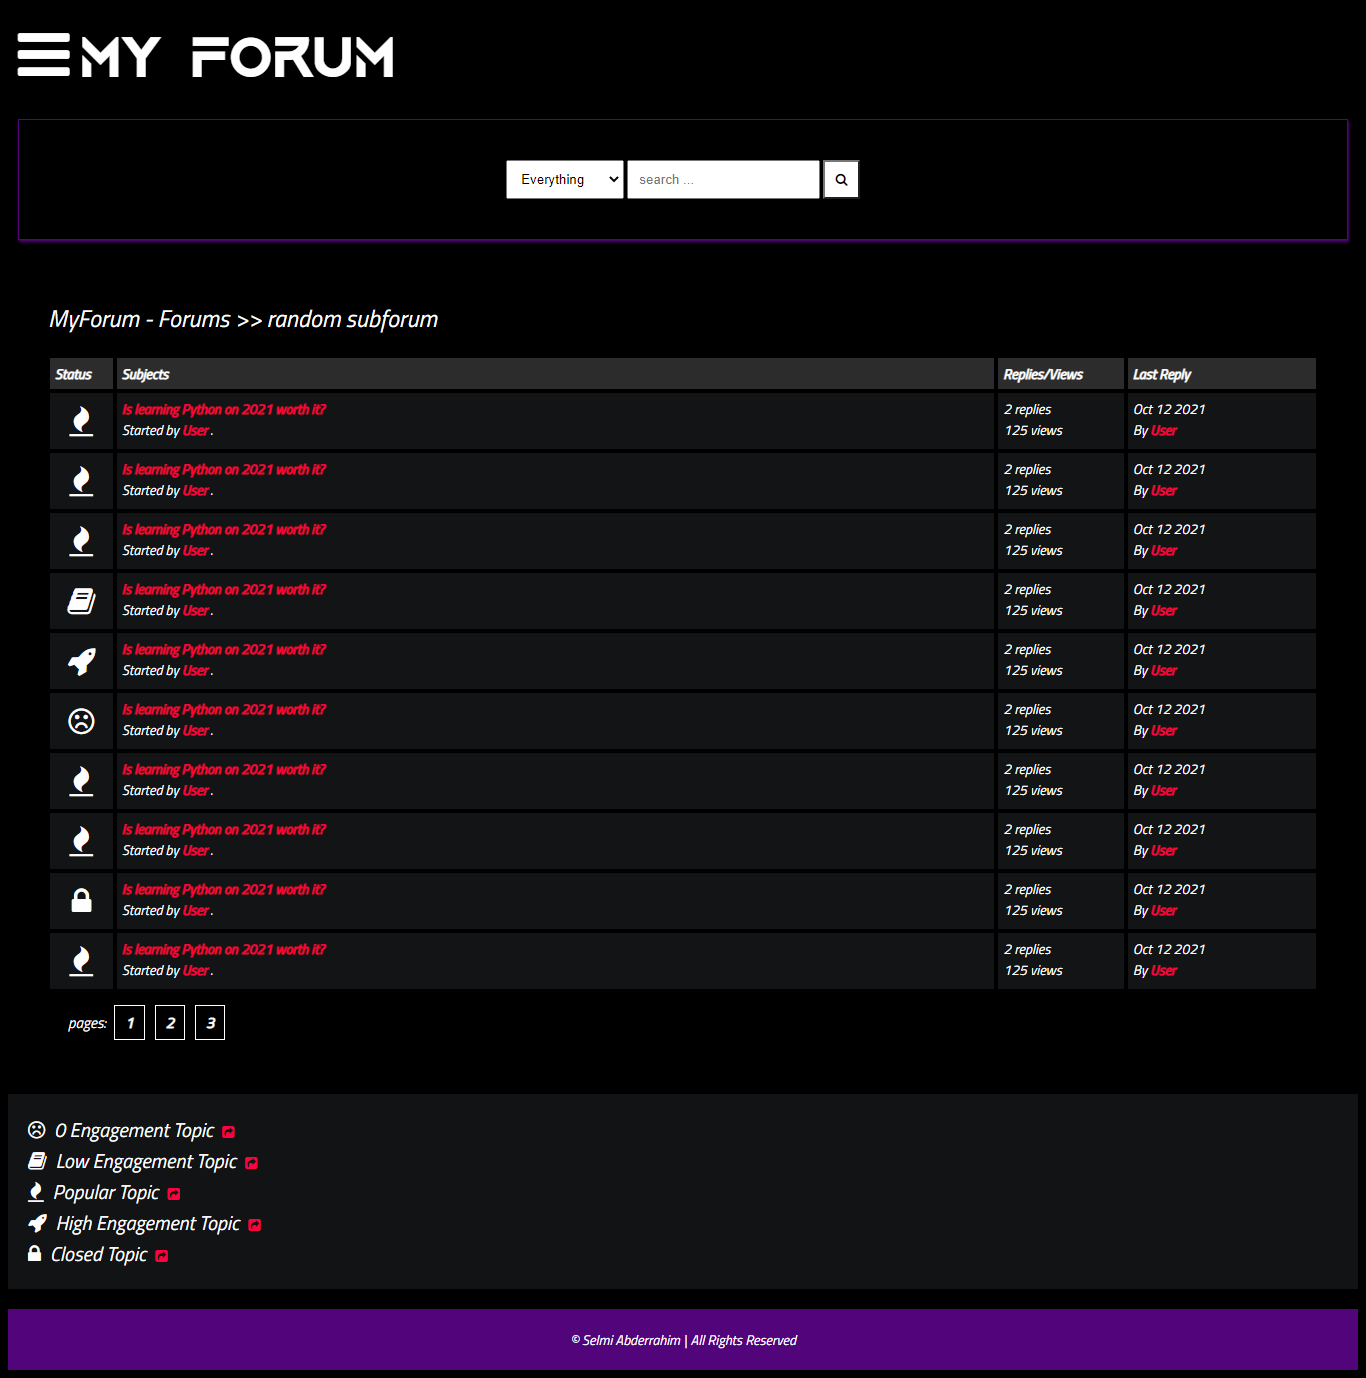 MY FORUM
Everything search ...
MyForum - Forums >> random subforum
Status Subjects Replies/Views Last Reply
Is learning Python on 2021 worth it? 2 replies Oct 12 2021
Started by User . 125 views By User
Is learning Python on 2021 worth it? 2 replies Oct 12 2021
Started by User . 125 views By User
Is learning Python on 2021 worth it? 2 replies Oct 12 2021
Started by User . 125 views By User
Is learning Python on 2021 worth it? 2 replies Oct 12 2021
Started by User . 125 views By User
Is learning Python on 2021 worth it? 2 replies Oct 12 2021
Started by User . 125 views By User
Is learning Python on 2021 worth it? 2 replies Oct 12 2021
Started by User . 125 views By User
Is learning Python on 2021 worth it? 2 replies Oct 12 2021
Started by User . 125 views By User
Is learning Python on 2021 worth it? 2 replies Oct 12 2021
Started by User . 125 views By User
Is learning Python on 2021 worth it? 2 replies Oct 12 2021
Started by User . 125 views By User
Is learning Python on 2021 worth it? 2 replies Oct 12 2021
Started by User . 125 views By User
pages: 1 2 3
0 Engagement Topic
Low Engagement Topic
Popular Topic
High Engagement Topic
Closed Topic
© Selmi Abderrahim | All Rights Reserved